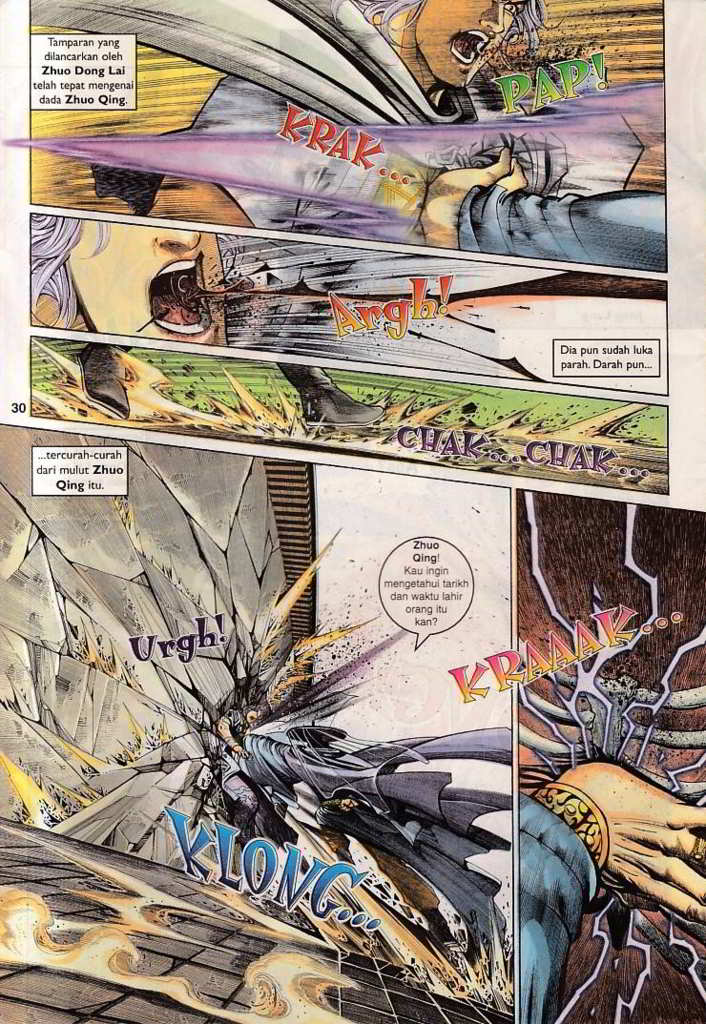 Tamparan yang
dilancarkan oleh
Zhuo Dong Lai
telah tepat mengenai
dada Zhuo Qing.
PAP!
KRAK...
Argh!
Dia pun sudah luka
parah. Darah pun...
30
CHAK... CHAK...
...tercurah-curah
dari mulut Zhuo
Qing itu.
Zhuo
Qing!
Kau ingin
mengetahui tarikh
dan waktu lahir
orang itu
kan?
Urgh!
KRAAAK...
KLONG...